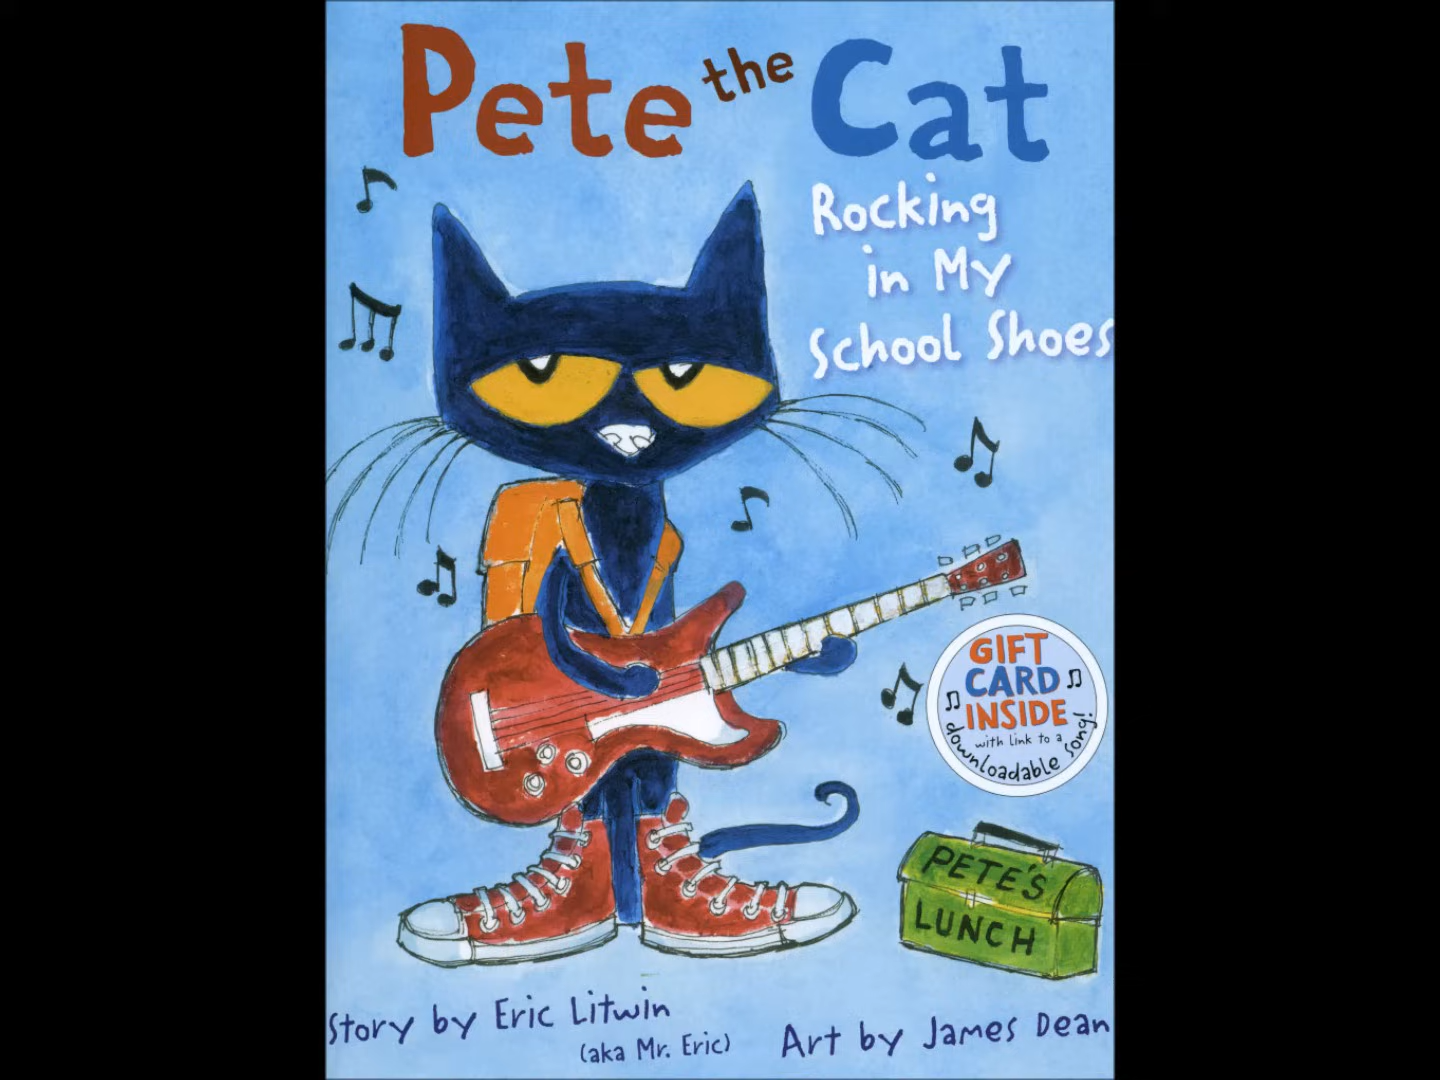 Pete the Cat
Rocking
in My
School Shoes
GIFT
CARD
INSIDE
with link to a
downloadable song!
PETE'S
LUNCH
Story by Eric Litwin
(aka Mr. Eric)
Art by James Dean